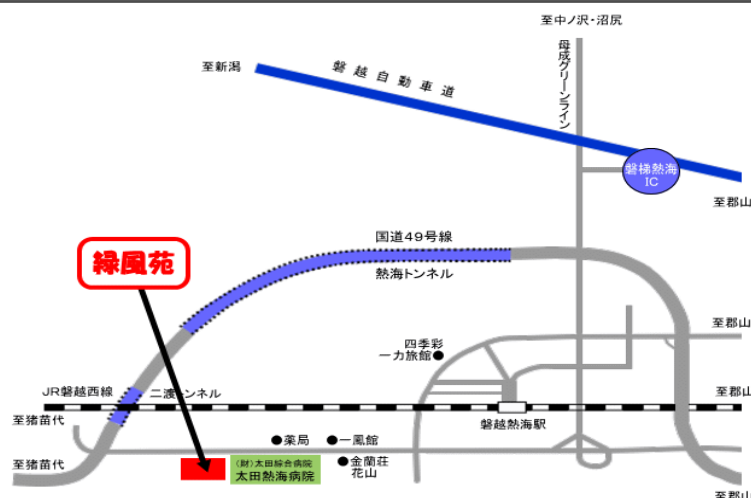 至中ノ沢・沼尻
母成グリーンライン
至新潟
磐越自動車道
磐梯熱海
IC
至郡山
国道49号線
緑風苑
熱海トンネル
至郡山
四季彩
一力旅館●
JR磐越西線
二渡トンネル
至郡山
至猪苗代
磐越熱海駅
●薬局
●一風館
至猪苗代
(財)太田綜合病院
太田熱海病院
●金蘭荘
花山
至郡山